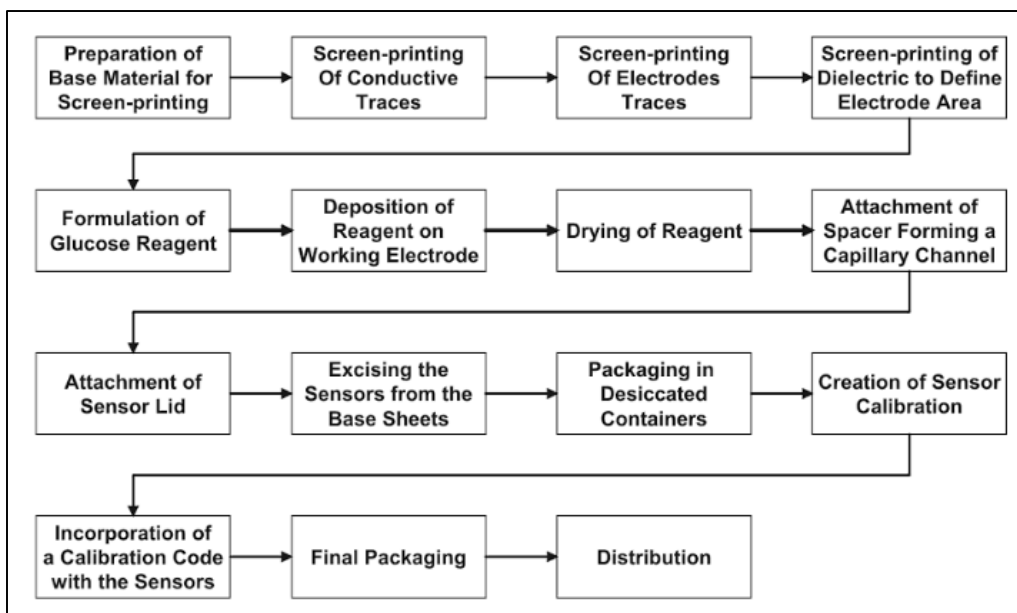 Preparation of
Base Material for
Screen-printing
Screen-printing
Of Conductive
Traces
Screen-printing
Of Electrodes
Traces
Screen-printing of
Dielectric to Define
Electrode Area
Formulation of
Glucose Reagent
Deposition of
Reagent on
Working Electrode
Drying of Reagent
Attachment of
Spacer Forming a
Capillary Channel
Attachment of
Sensor Lid
Excising the
Sensors from the
Base Sheets
Packaging in
Desiccated
Containers
Creation of Sensor
Calibration
Incorporation of
a Calibration Code
with the Sensors
Final Packaging
Distribution